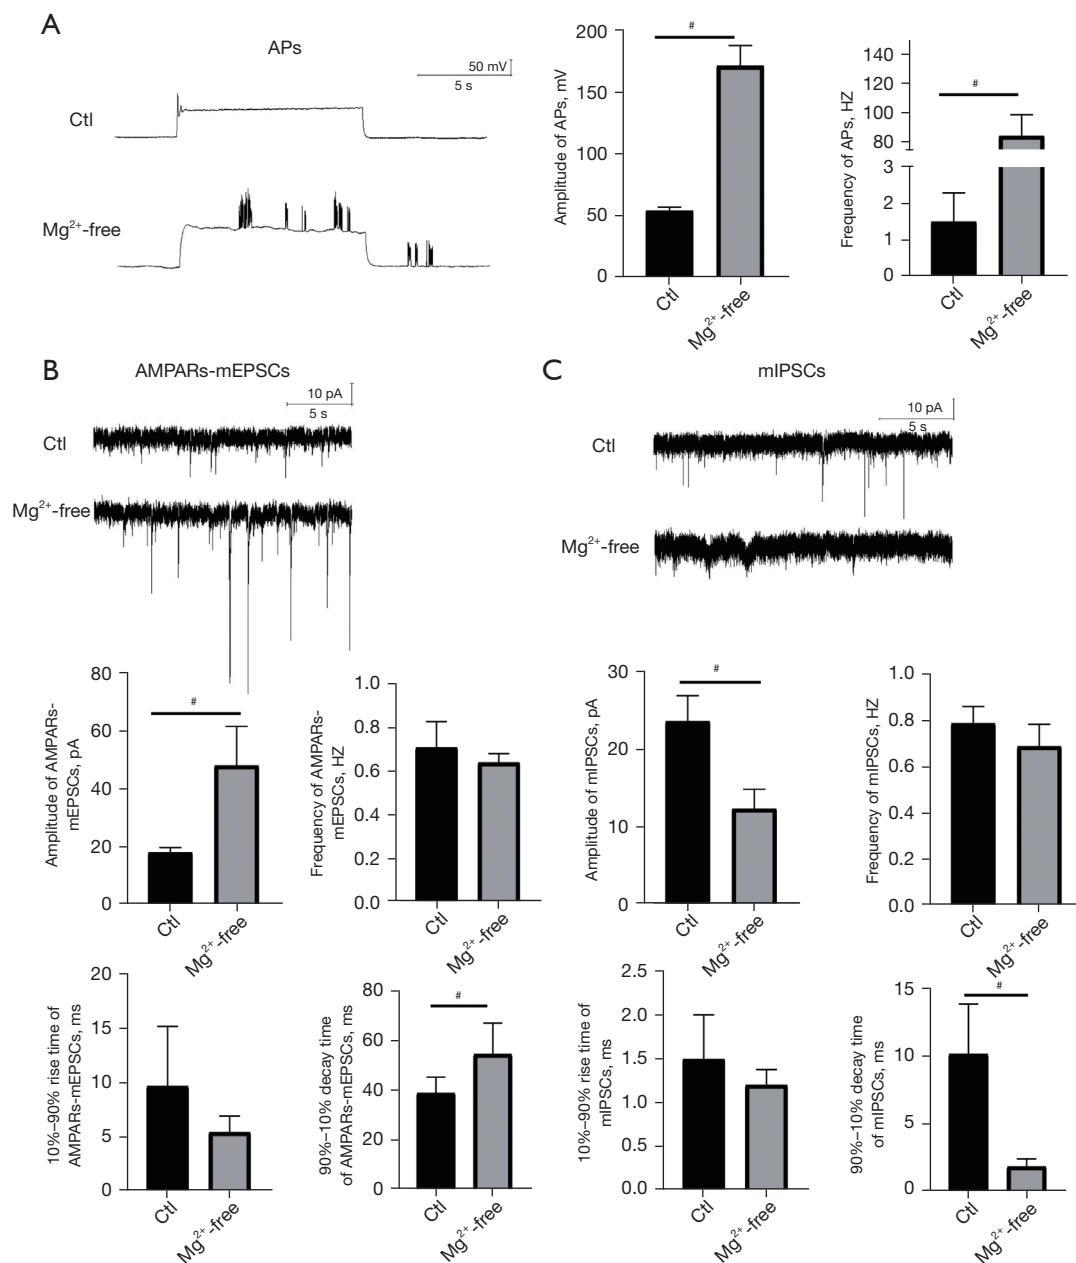 A
APs
50 mV
5 s
Ctl
Mg²⁺-free
Amplitude of APs, mV
200
150
100
50
0
#
Ctl
Mg²⁺-free
Frequency of APs, HZ
140
120
100
80
3
2
1
0
#
Ctl
Mg²⁺-free
B
AMPARs-mEPSCs
10 pA
5 s
Ctl
Mg²⁺-free
C
mIPSCs
10 pA
5 s
Ctl
Mg²⁺-free
Amplitude of AMPARs-
mEPSCs, pA
80
60
40
20
0
#
Ctl
Mg²⁺-free
Frequency of AMPARs-
mEPSCs, HZ
1.0
0.8
0.6
0.4
0.2
0.0
Ctl
Mg²⁺-free
Amplitude of mIPSCs, pA
30
20
10
0
#
Ctl
Mg²⁺-free
Frequency of mIPSCs, HZ
1.0
0.8
0.6
0.4
0.2
0.0
Ctl
Mg²⁺-free
10%–90% rise time of
AMPARs-mEPSCs, ms
20
15
10
5
0
Ctl
Mg²⁺-free
90%–10% decay time
of AMPARs-mEPSCs, ms
80
60
40
20
0
#
Ctl
Mg²⁺-free
10%–90% rise time of
mIPSCs, ms
2.5
2.0
1.5
1.0
0.5
0.0
Ctl
Mg²⁺-free
90%–10% decay time
of mIPSCs, ms
15
10
5
0
#
Ctl
Mg²⁺-free